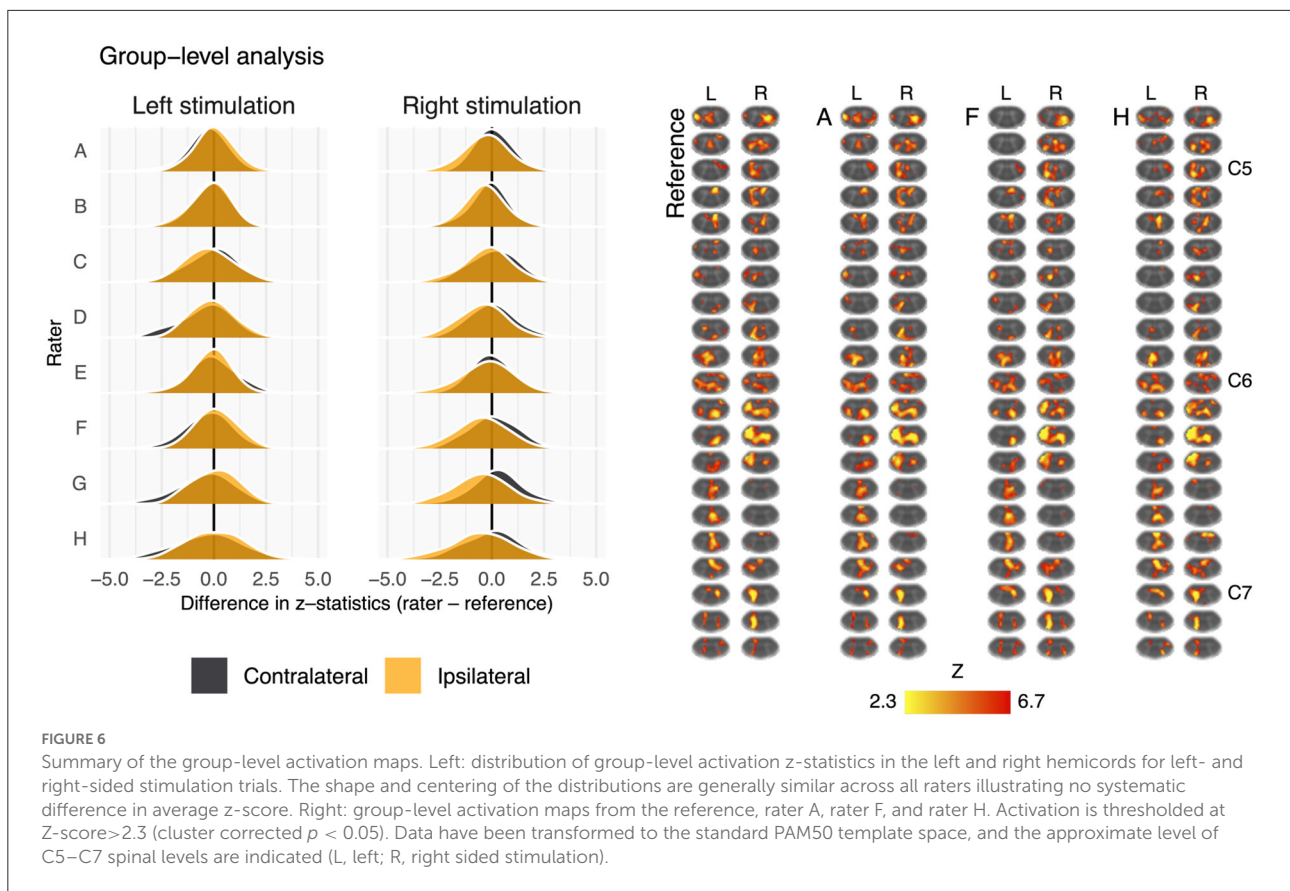 Group–level analysis
Left stimulation
Right stimulation
Rater
A
B
C
D
E
F
G
H
−5.0 −2.5 0.0 2.5 5.0
−5.0 −2.5 0.0 2.5 5.0
Difference in z–statistics (rater – reference)
Contralateral
Ipsilateral
L R L R L R L R
Reference
A
F
H
C5
C6
C7
Z
2.3
6.7
FIGURE 6
Summary of the group-level activation maps. Left: distribution of group-level activation z-statistics in the left and right hemicords for left- and
right-sided stimulation trials. The shape and centering of the distributions are generally similar across all raters illustrating no systematic
difference in average z-score. Right: group-level activation maps from the reference, rater A, rater F, and rater H. Activation is thresholded at
Z-score>2.3 (cluster corrected p < 0.05). Data have been transformed to the standard PAM50 template space, and the approximate level of
C5–C7 spinal levels are indicated (L, left; R, right sided stimulation).